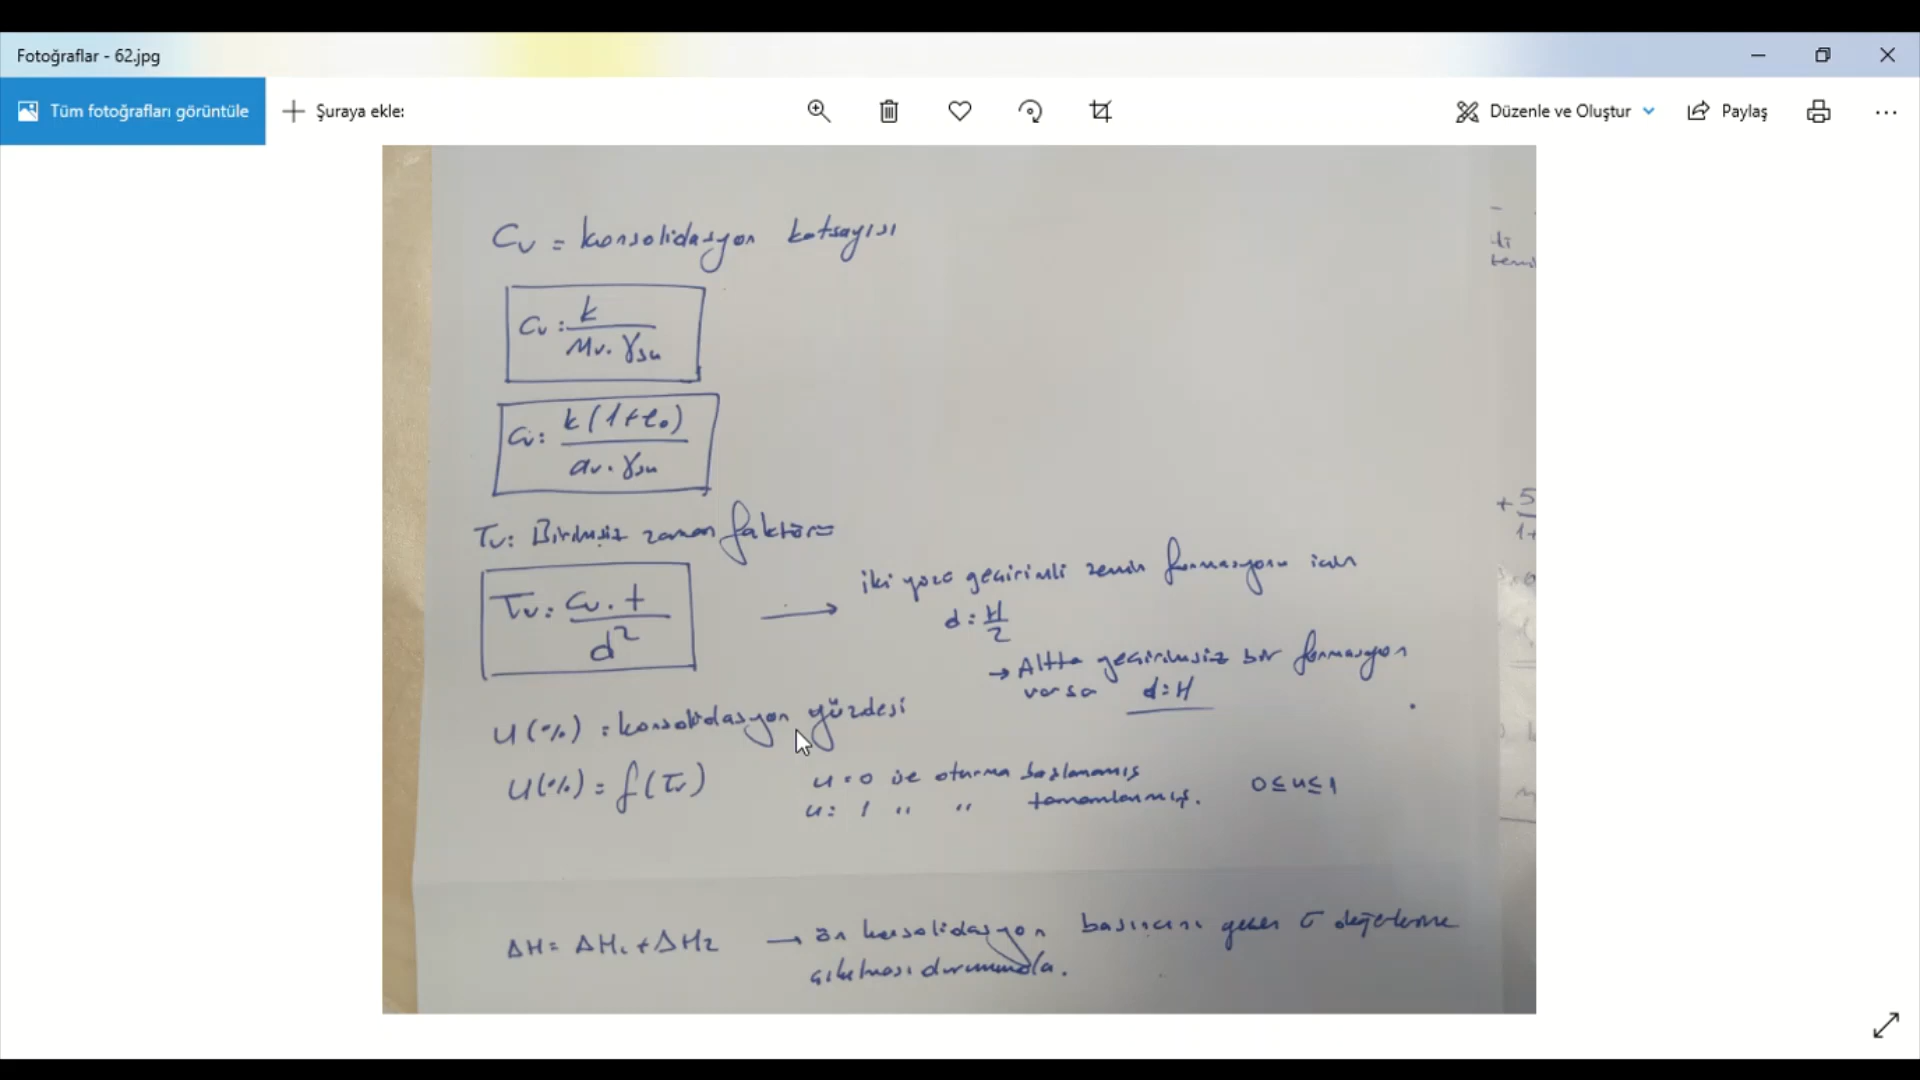 Fotoğraflar - 62.jpg
Tüm fotoğrafları görüntüle
Şuraya ekle:
Düzenle ve Oluştur
Paylaş
Cv = konsolidasyon katsayısı
Cv : k / Mv. γsu
Cv : k(1+e₀) / av. γsu
Tv : Birimsiz zaman faktörü
Tv : Cv. t / d²
→ iki yüzü geçirimli zemin formasyonu için
d : H/2
→ Altta geçirimsiz bir formasyon
varsa d : H
U(%) : konsolidasyon yüzdesi
U(%) = f(Tv)
u = 0 ise oturma başlamamış
u : 1 " " tamamlanmış.
0 ≤ u ≤ 1
ΔH = ΔH₁ + ΔH₂ → ön konsolidasyon basıncını geçen σ değerlerine
çıkılması durumunda.